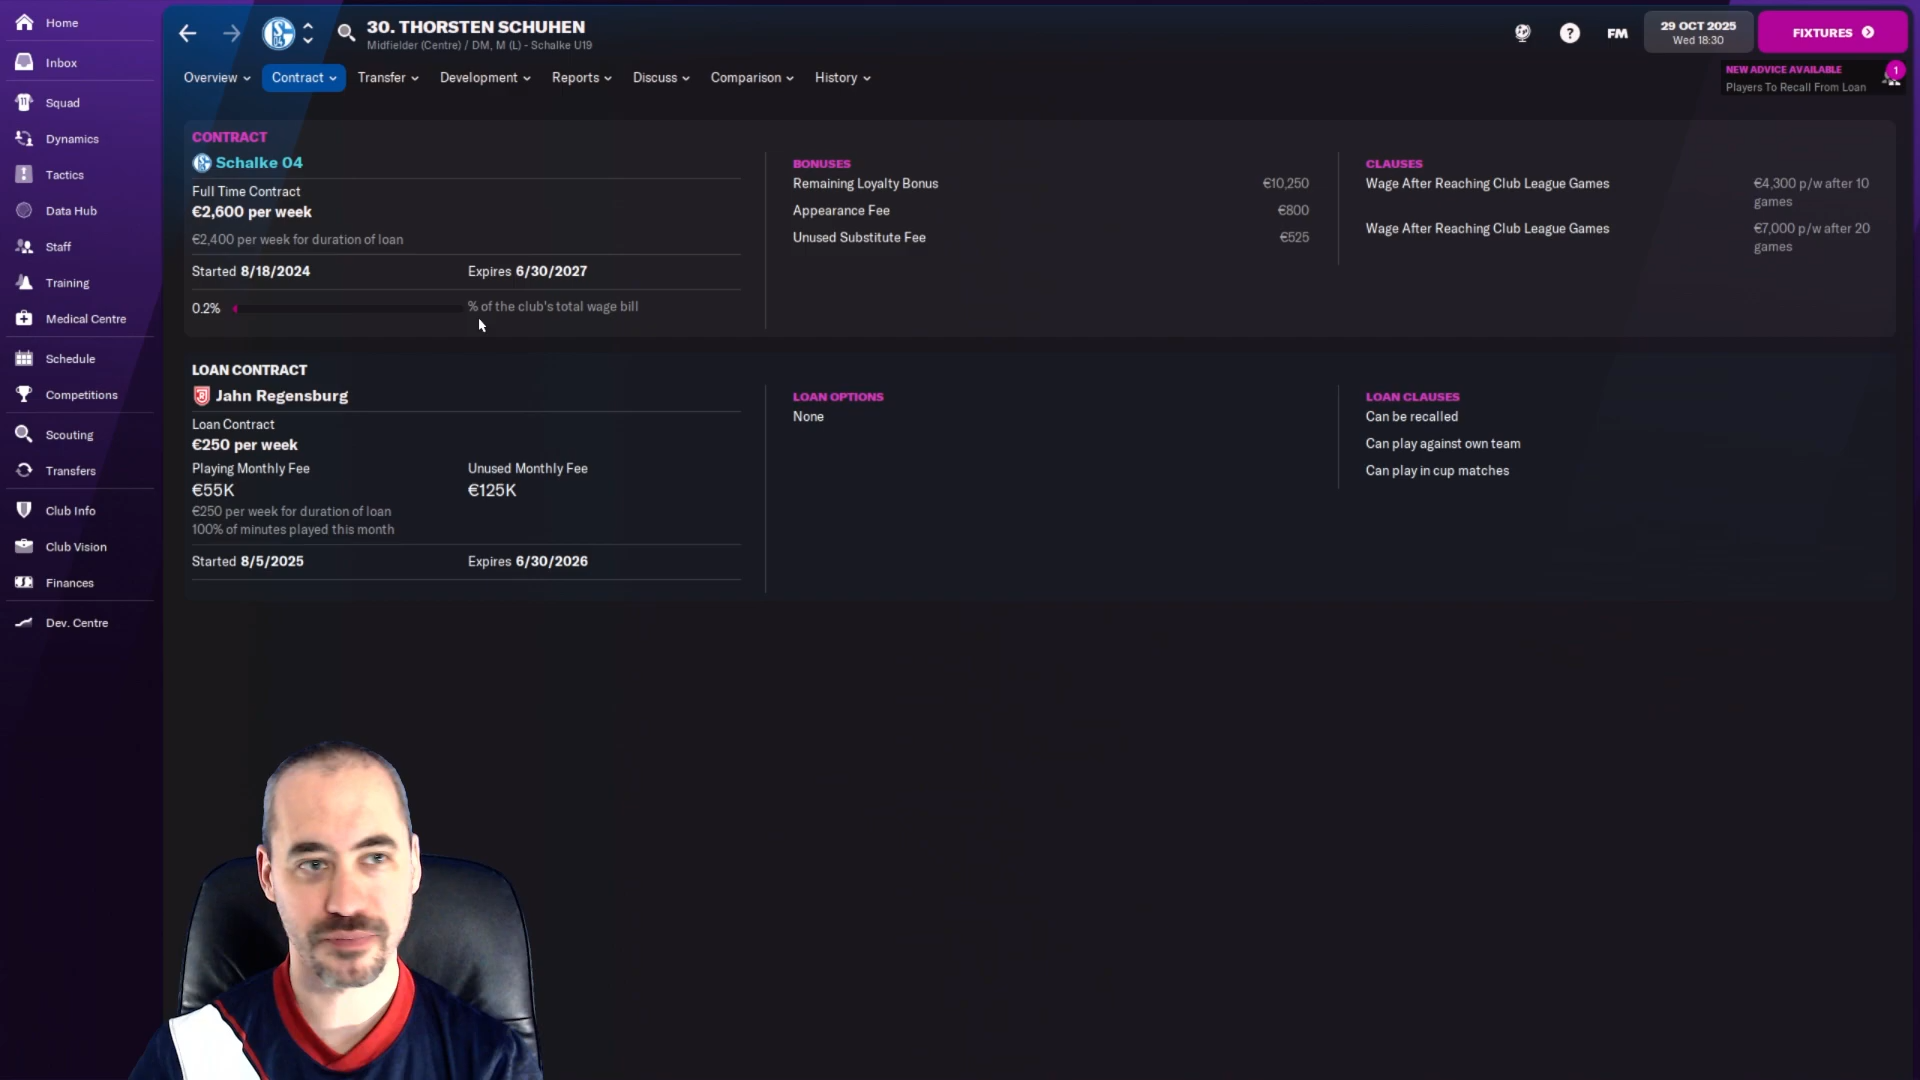 Home
Inbox
Squad
Dynamics
Tactics
Data Hub
Staff
Training
Medical Centre
Schedule
Competitions
Scouting
Transfers
Club Info
Club Vision
Finances
Dev. Centre
30. THORSTEN SCHUHEN
Midfielder (Centre) / DM, M (L) - Schalke U19
FM
29 OCT 2025
Wed 18:30
FIXTURES
Overview
Contract
Transfer
Development
Reports
Discuss
Comparison
History
NEW ADVICE AVAILABLE
Players To Recall From Loan
1
CONTRACT
Schalke 04
Full Time Contract
€2,600 per week
€2,400 per week for duration of loan
Started 8/18/2024
Expires 6/30/2027
0.2%
% of the club's total wage bill
BONUSES
Remaining Loyalty Bonus €10,250
Appearance Fee €800
Unused Substitute Fee €525
CLAUSES
Wage After Reaching Club League Games €4,300 p/w after 10
games
Wage After Reaching Club League Games €7,000 p/w after 20
games
LOAN CONTRACT
Jahn Regensburg
Loan Contract
€250 per week
Playing Monthly Fee Unused Monthly Fee
€55K €125K
€250 per week for duration of loan
100% of minutes played this month
Started 8/5/2025
Expires 6/30/2026
LOAN OPTIONS
None
LOAN CLAUSES
Can be recalled
Can play against own team
Can play in cup matches